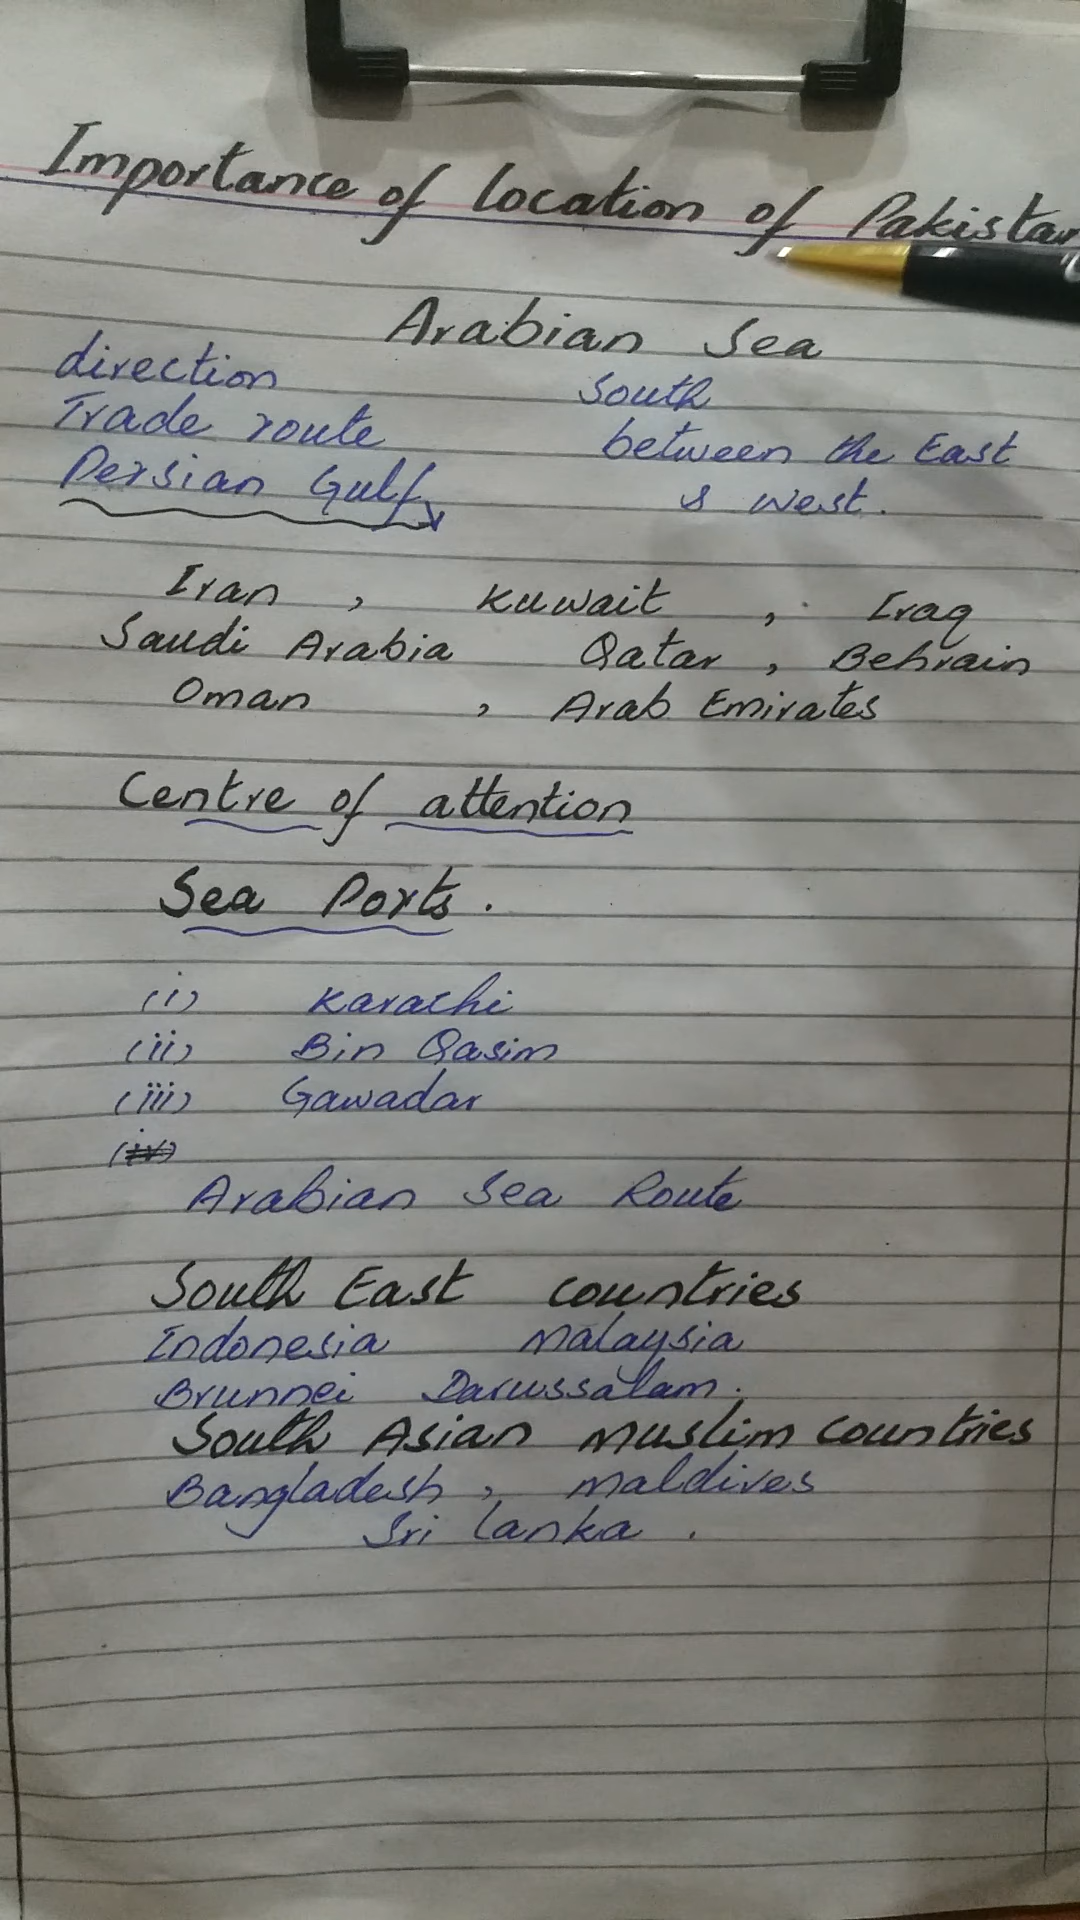 Importance of location of Pakistan
Arabian Sea
direction South
Trade route between the East
Persian Gulf & West.
Iran , Kuwait , Iraq
Saudi Arabia Qatar , Behrain
Oman , Arab Emirates
Centre of attention
Sea Ports.
(i) Karachi
(ii) Bin Qasim
(iii) Gawadar
(iv)
Arabian Sea Route
South East countries
Indonesia Malaysia
Brunnei Darussalam.
South Asian Muslim Countries
Bangladesh , Maldives
Sri lanka .